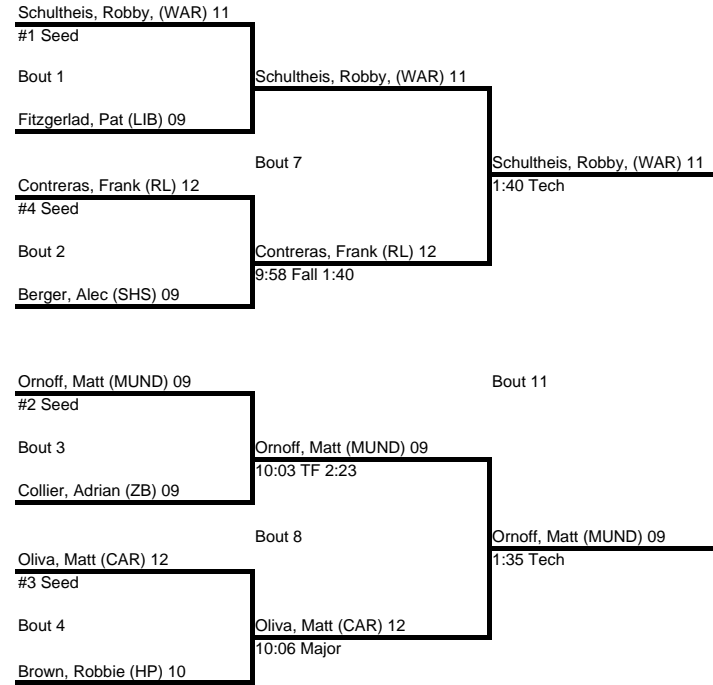 Schultheis, Robby, (WAR) 11
#1 Seed
Bout 1
Schultheis, Robby, (WAR) 11
Fitzgerlad, Pat (LIB) 09
Bout 7
Schultheis, Robby, (WAR) 11
1:40 Tech
Contreras, Frank (RL) 12
#4 Seed
Bout 2
Contreras, Frank (RL) 12
9:58 Fall 1:40
Berger, Alec (SHS) 09
Ornoff, Matt (MUND) 09
Bout 11
#2 Seed
Bout 3
Ornoff, Matt (MUND) 09
10:03 TF 2:23
Collier, Adrian (ZB) 09
Bout 8
Ornoff, Matt (MUND) 09
1:35 Tech
Oliva, Matt (CAR) 12
#3 Seed
Bout 4
Oliva, Matt (CAR) 12
10:06 Major
Brown, Robbie (HP) 10